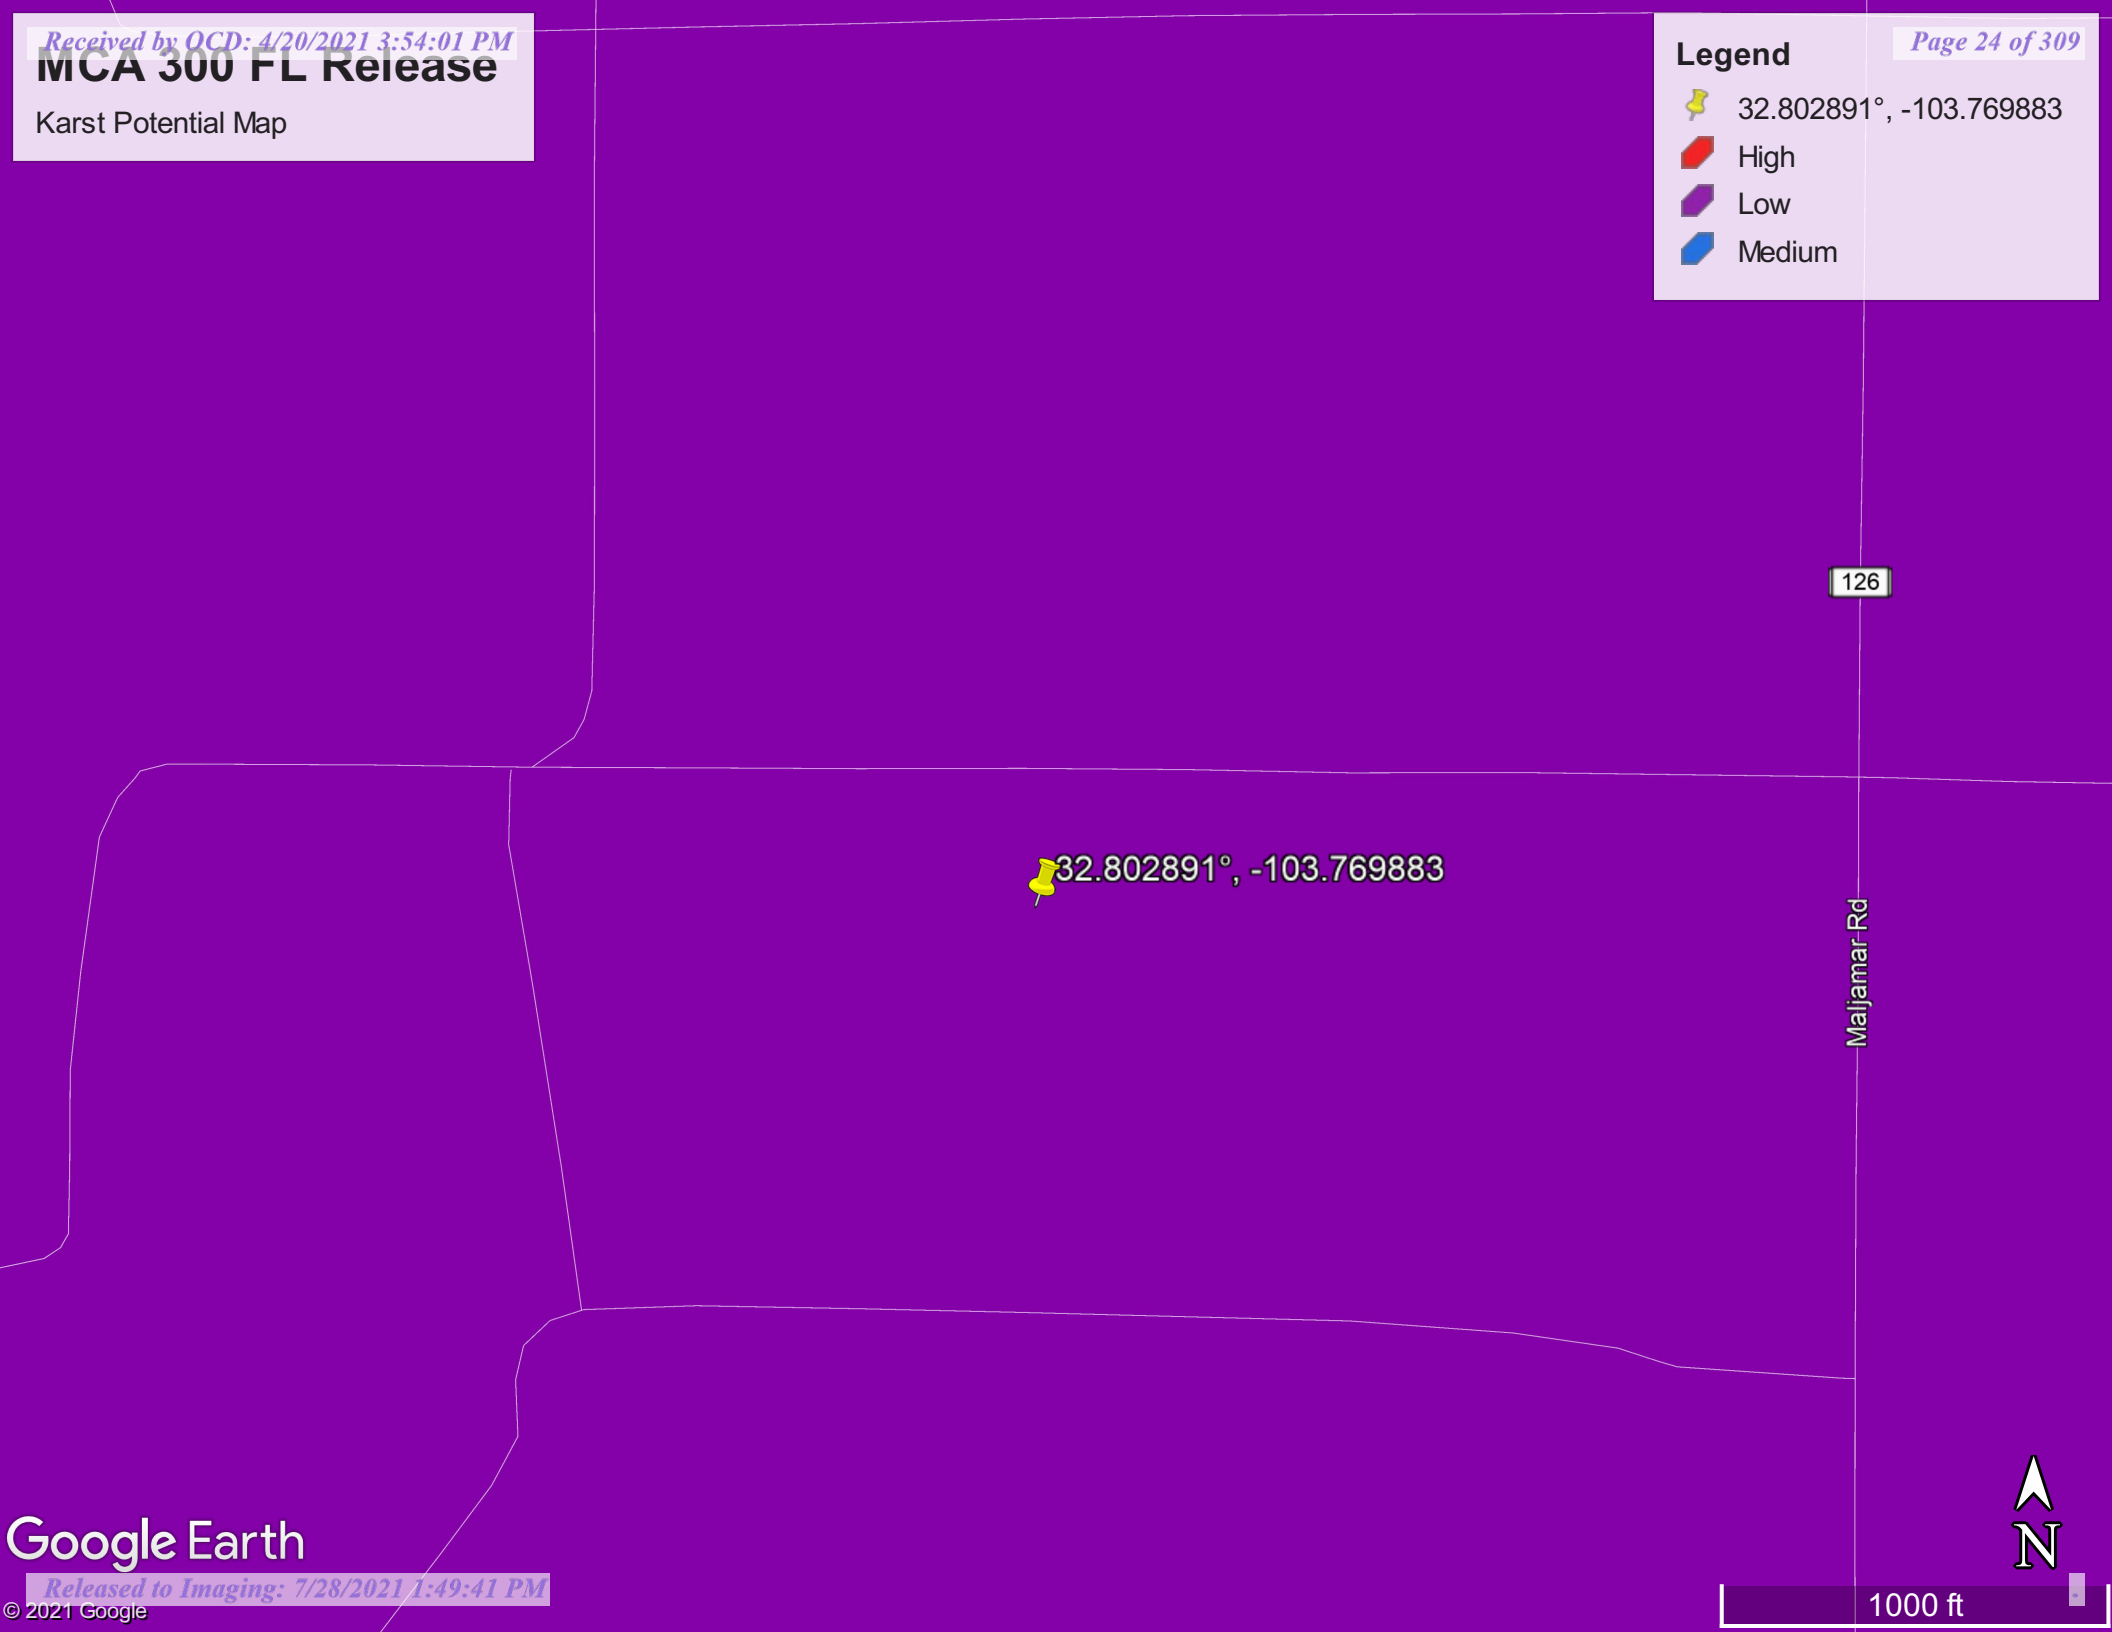 Received by OCD: 4/20/2021 3:54:01 PM
MCA 300 FL Release
Karst Potential Map
Page 24 of 309
Legend
32.802891°, -103.769883
High
Low
Medium
126
32.802891°, -103.769883
Maljamar Rd
N
Google Earth
Released to Imaging: 7/28/2021 1:49:41 PM
© 2021 Google
1000 ft